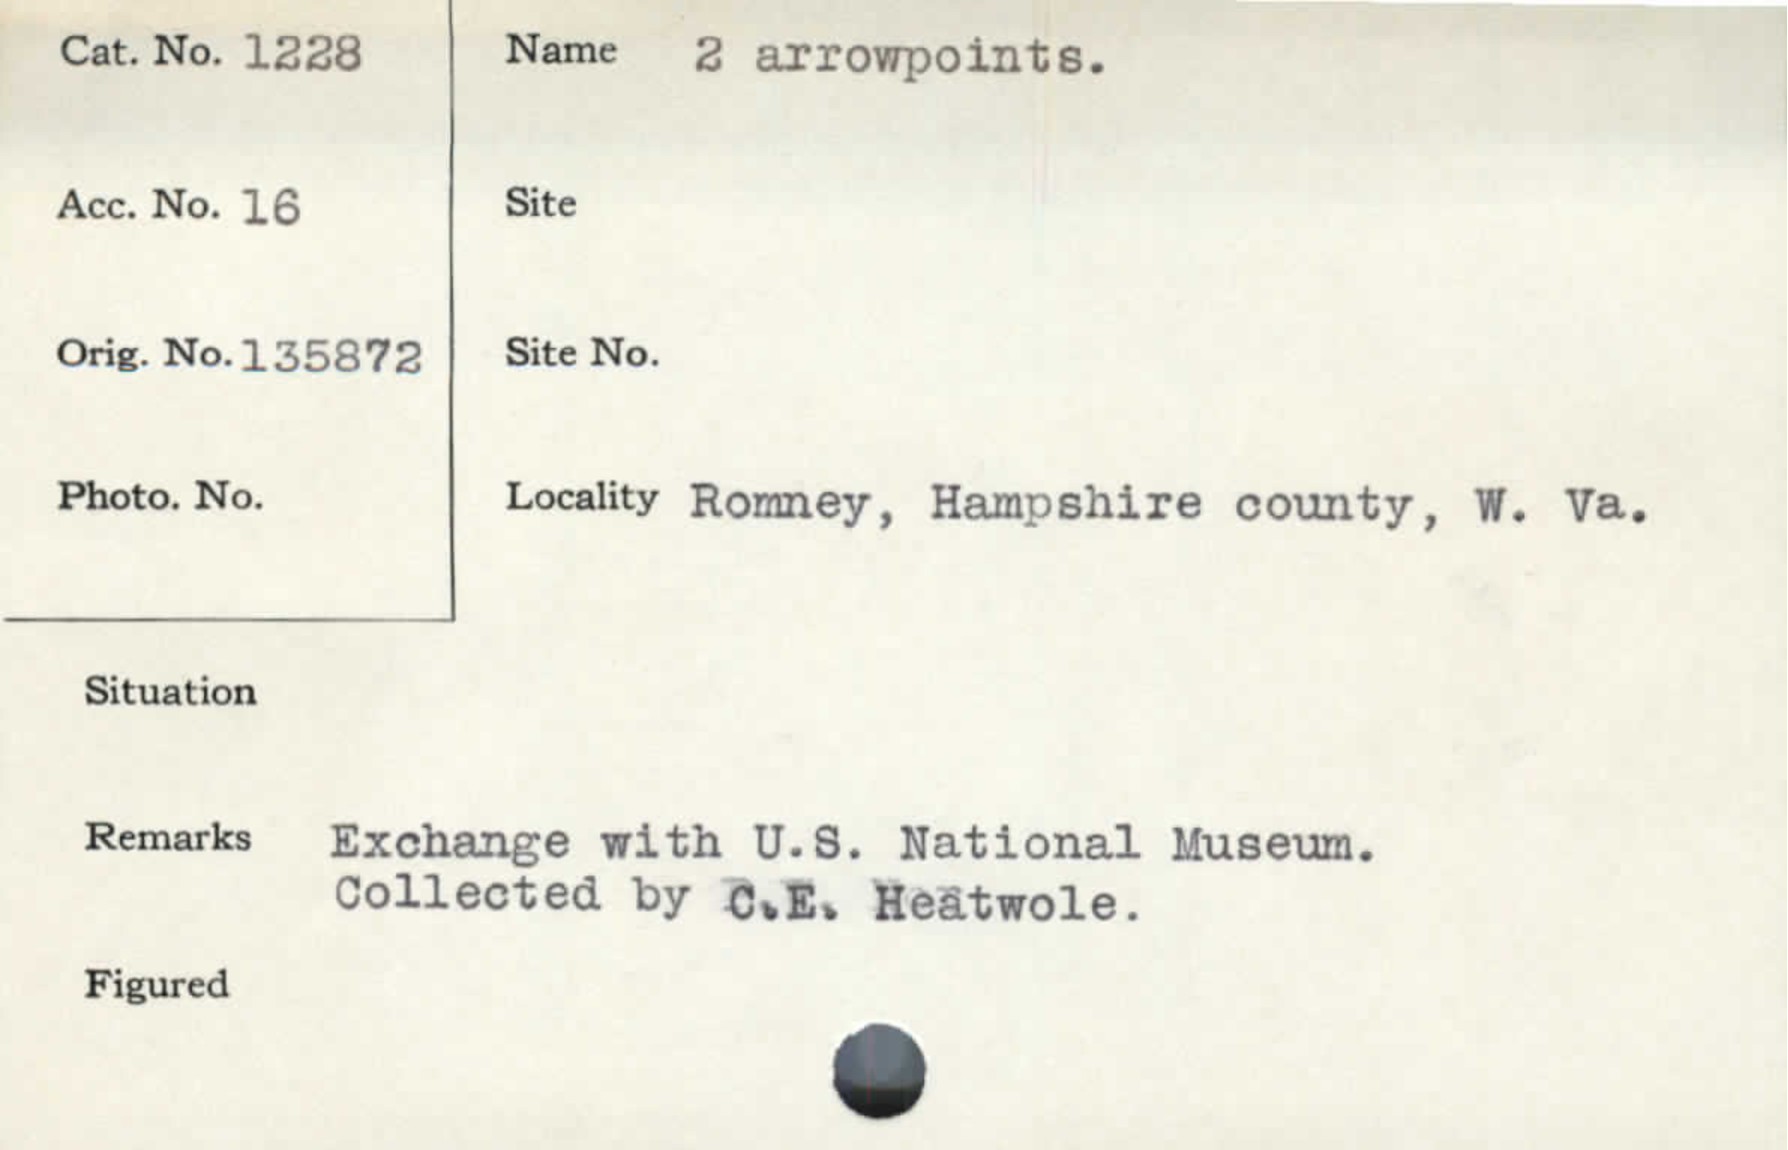 Cat. No. 1228
Name 2 arrowpoints.
Acc. No. 16
Site
Orig. No. 135872
Site No.
Photo. No.
Locality Romney, Hampshire county, W. Va.
Situation
Remarks Exchange with U.S. National Museum.
Collected by C.E. Heatwole.
Figured